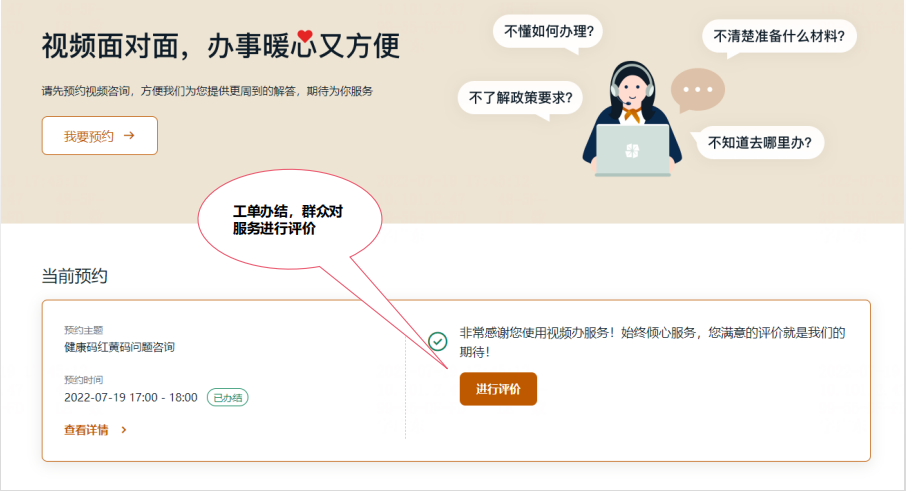 视频面对面，办事暖心又方便
请先预约视频咨询，方便我们为您提供更周到的解答，期待为你服务
我要预约 →
不懂如何办理?
不清楚准备什么材料?
不了解政策要求?
不知道去哪里办?
工单办结，群众对
服务进行评价
当前预约
预约主题
健康码红黄码问题咨询
预约时间
2022-07-19 17:00 - 18:00 已办结
查看详情 >
非常感谢您使用视频办服务！始终倾心服务，您满意的评价就是我们的
期待！
进行评价